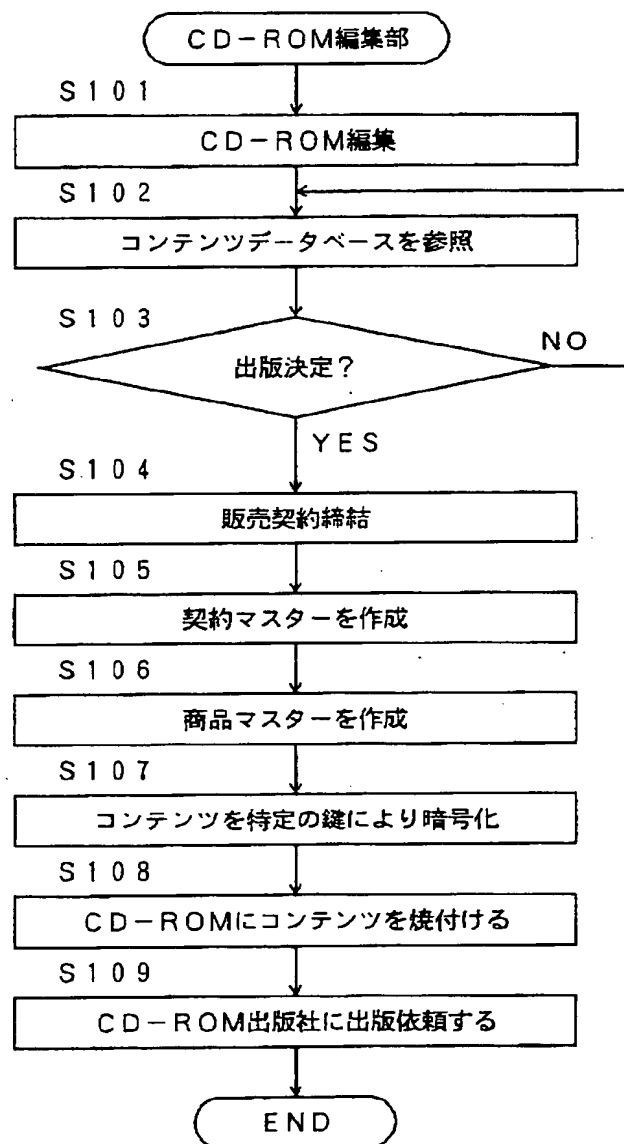 CD-ROM編集部
S101
CD-ROM編集
S102
コンテンツデータベースを参照
S103
出版決定?
NO
YES
S104
販売契約締結
S105
契約マスターを作成
S106
商品マスターを作成
S107
コンテンツを特定の鍵により暗号化
S108
CD-ROMにコンテンツを焼付ける
S109
CD-ROM出版社に出版依頼する
END